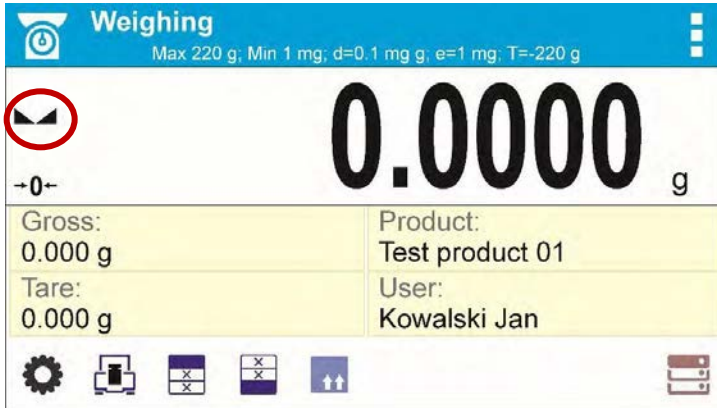 Weighing
Max 220 g; Min 1 mg; d=0.1 mg g; e=1 mg; T=-220 g
0.0000 g
→0←
Gross:
0.000 g
Product:
Test product 01
Tare:
0.000 g
User:
Kowalski Jan